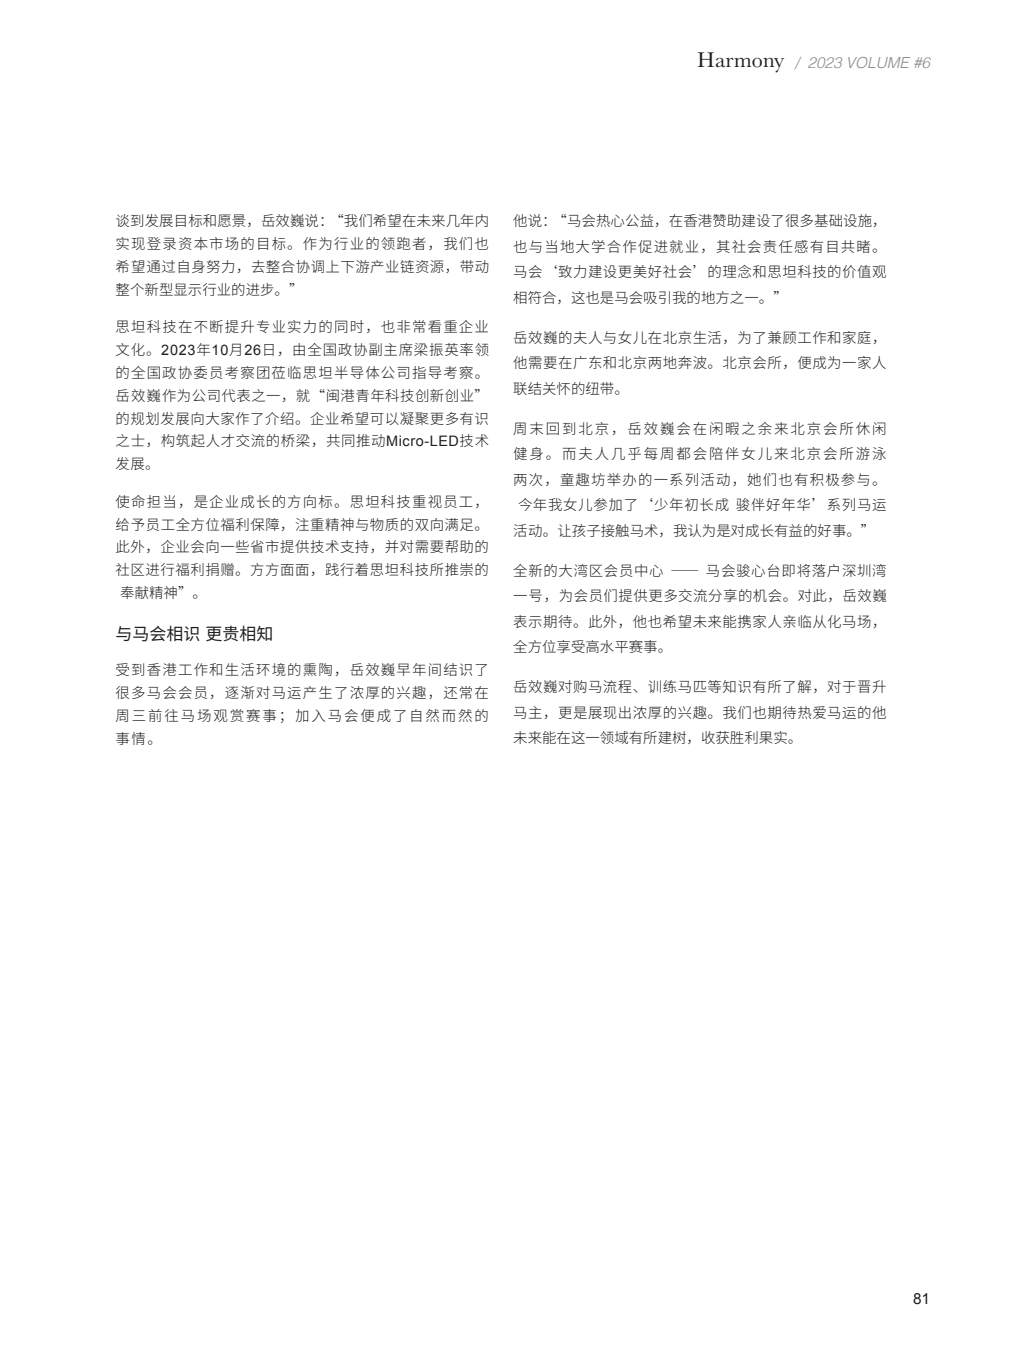 Harmony / 2023 VOLUME #6
谈到发展目标和愿景，岳效巍说：“我们希望在未来几年内
实现登录资本市场的目标。作为行业的领跑者，我们也
希望通过自身努力，去整合协调上下游产业链资源，带动
整个新型显示行业的进步。”
思坦科技在不断提升专业实力的同时，也非常看重企业
文化。2023年10月26日，由全国政协副主席梁振英率领
的全国政协委员考察团莅临思坦半导体公司指导考察。
岳效巍作为公司代表之一，就“闽港青年科技创新创业”
的规划发展向大家作了介绍。企业希望可以凝聚更多有识
之士，构筑起人才交流的桥梁，共同推动Micro-LED技术
发展。
使命担当，是企业成长的方向标。思坦科技重视员工，
给予员工全方位福利保障，注重精神与物质的双向满足。
此外，企业会向一些省市提供技术支持，并对需要帮助的
社区进行福利捐赠。方方面面，践行着思坦科技所推崇的
奉献精神”。
与马会相识 更贵相知
受到香港工作和生活环境的熏陶，岳效巍早年间结识了
很多马会会员，逐渐对马运产生了浓厚的兴趣，还常在
周三前往马场观赏赛事；加入马会便成了自然而然的
事情。
他说：“马会热心公益，在香港赞助建设了很多基础设施，
也与当地大学合作促进就业，其社会责任感有目共睹。
马会‘致力建设更美好社会’的理念和思坦科技的价值观
相符合，这也是马会吸引我的地方之一。”
岳效巍的夫人与女儿在北京生活，为了兼顾工作和家庭，
他需要在广东和北京两地奔波。北京会所，便成为一家人
联结关怀的纽带。
周末回到北京，岳效巍会在闲暇之余来北京会所休闲
健身。而夫人几乎每周都会陪伴女儿来北京会所游泳
两次，童趣坊举办的一系列活动，她们也有积极参与。
今年我女儿参加了‘少年初长成 骏伴好年华’系列马运
活动。让孩子接触马术，我认为是对成长有益的好事。”
全新的大湾区会员中心 —— 马会骏心台即将落户深圳湾
一号，为会员们提供更多交流分享的机会。对此，岳效巍
表示期待。此外，他也希望未来能携家人亲临从化马场，
全方位享受高水平赛事。
岳效巍对购马流程、训练马匹等知识有所了解，对于晋升
马主，更是展现出浓厚的兴趣。我们也期待热爱马运的他
未来能在这一领域有所建树，收获胜利果实。
81